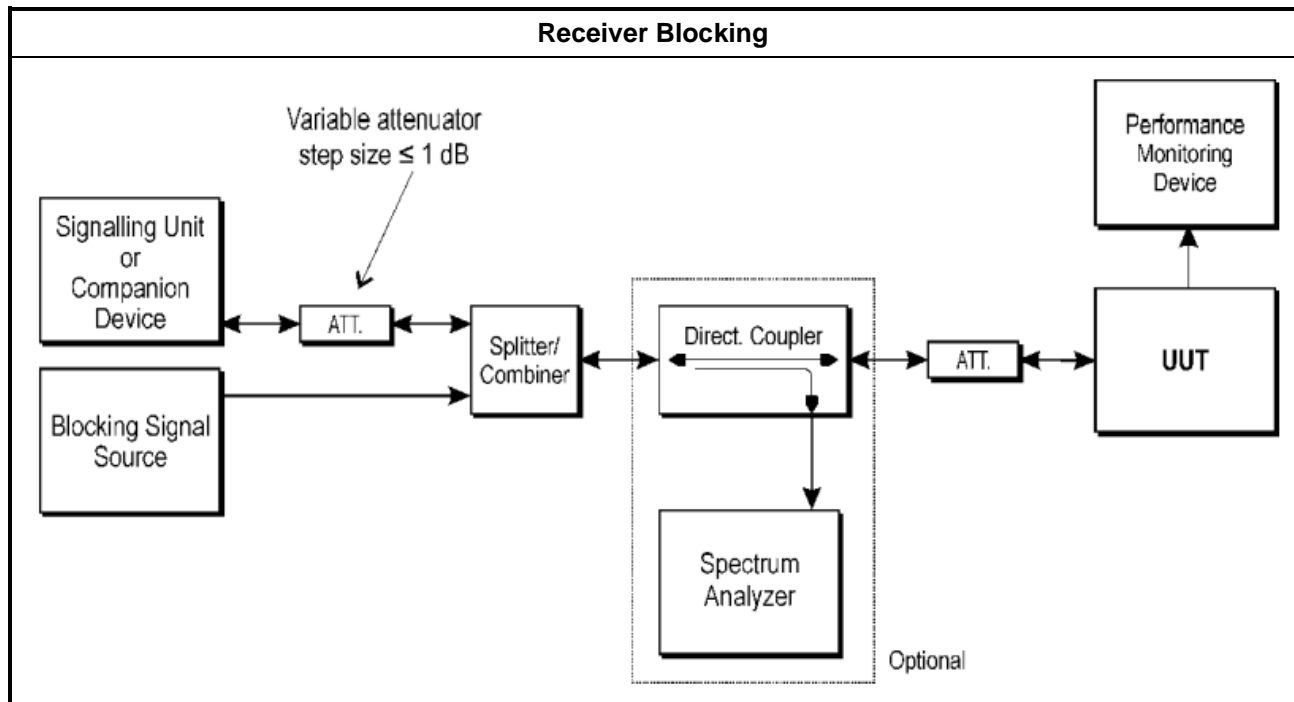 Receiver Blocking
Variable attenuator
step size ≤ 1 dB
Performance
Monitoring
Device
Signalling Unit
or
Companion
Device
ATT.
Splitter/
Combiner
Direct. Coupler
ATT.
UUT
Blocking Signal
Source
Spectrum
Analyzer
Optional